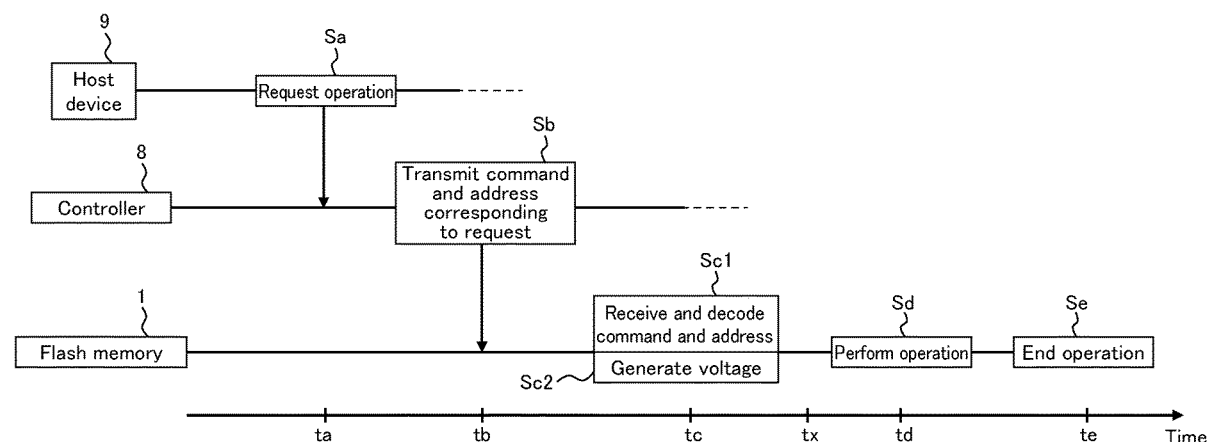 9
Host
device
Sa
Request operation
8
Controller
Sb
Transmit command
and address
corresponding
to request
1
Flash memory
Sc1
Receive and decode
command and address
Generate voltage
Sc2
Sd
Perform operation
Se
End operation
ta
tb
tc
tx
td
te
Time